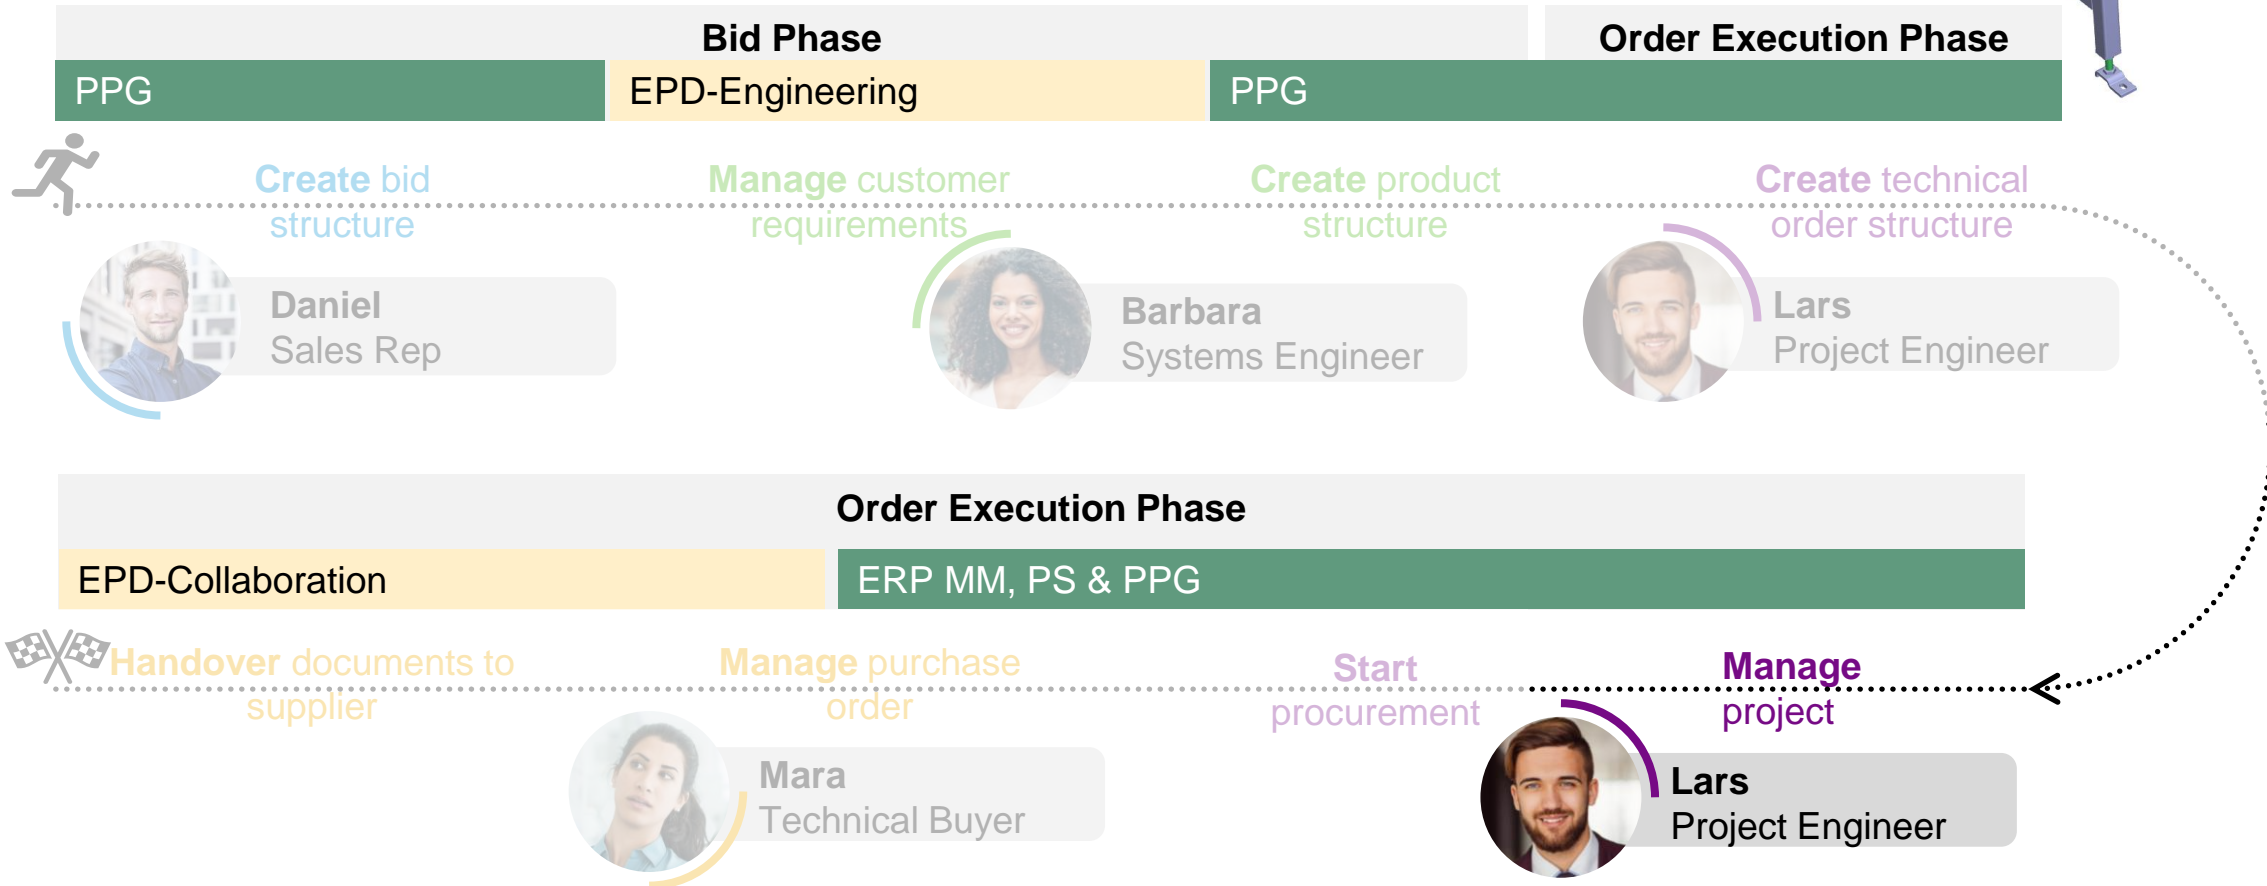 Bid Phase
Order Execution Phase
PPG
EPD-Engineering
PPG
Create bid
structure
Manage customer
requirements
Create product
structure
Create technical
order structure
Daniel
Sales Rep
Barbara
Systems Engineer
Lars
Project Engineer
Order Execution Phase
EPD-Collaboration
ERP MM, PS & PPG
Handover documents to
supplier
Manage purchase
order
Start
procurement
Manage
project
Mara
Technical Buyer
Lars
Project Engineer